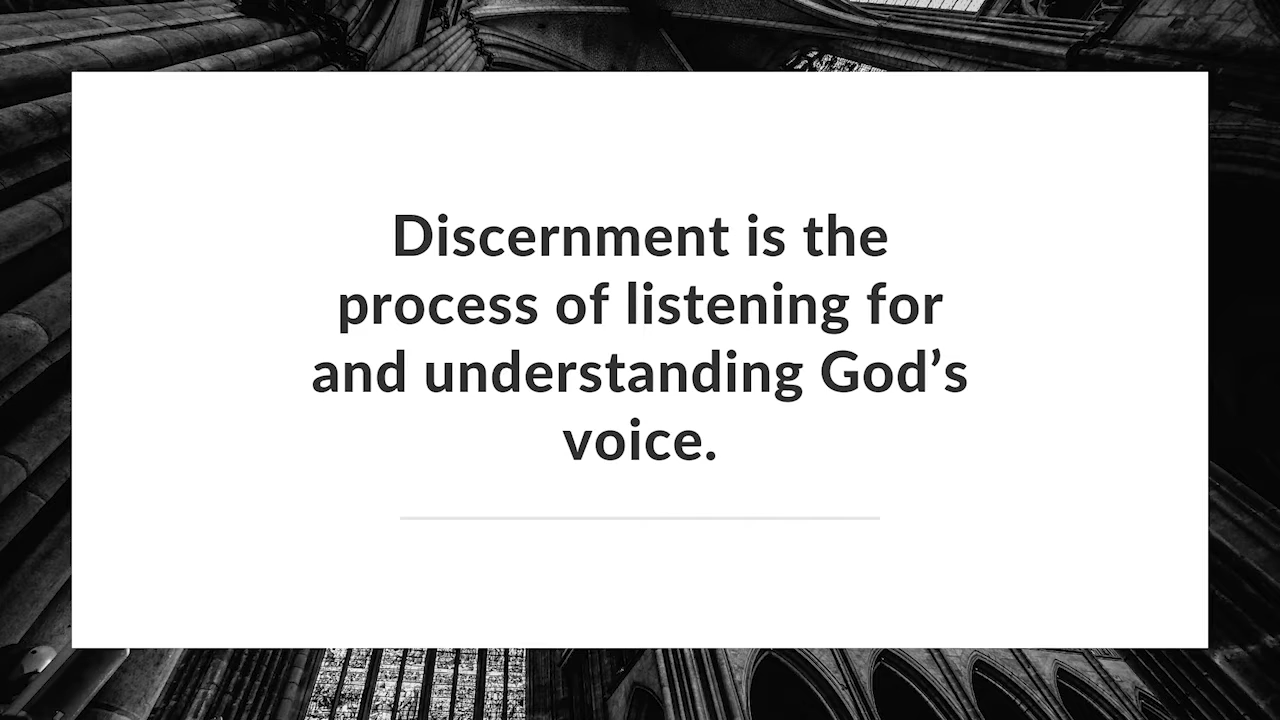 Discernment is the
process of listening for
and understanding God’s
voice.